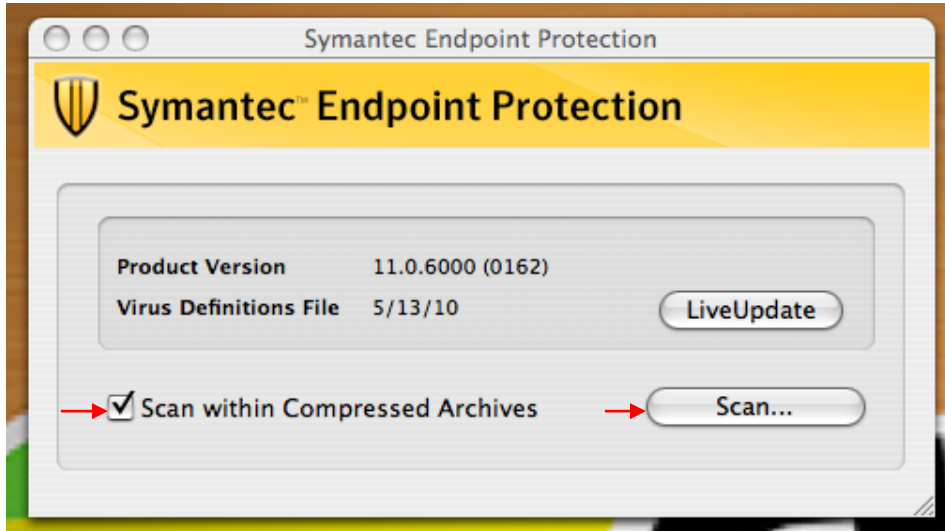 Symantec Endpoint Protection
Symantec™ Endpoint Protection
Product Version 11.0.6000 (0162)
Virus Definitions File 5/13/10
LiveUpdate
Scan within Compressed Archives
Scan...